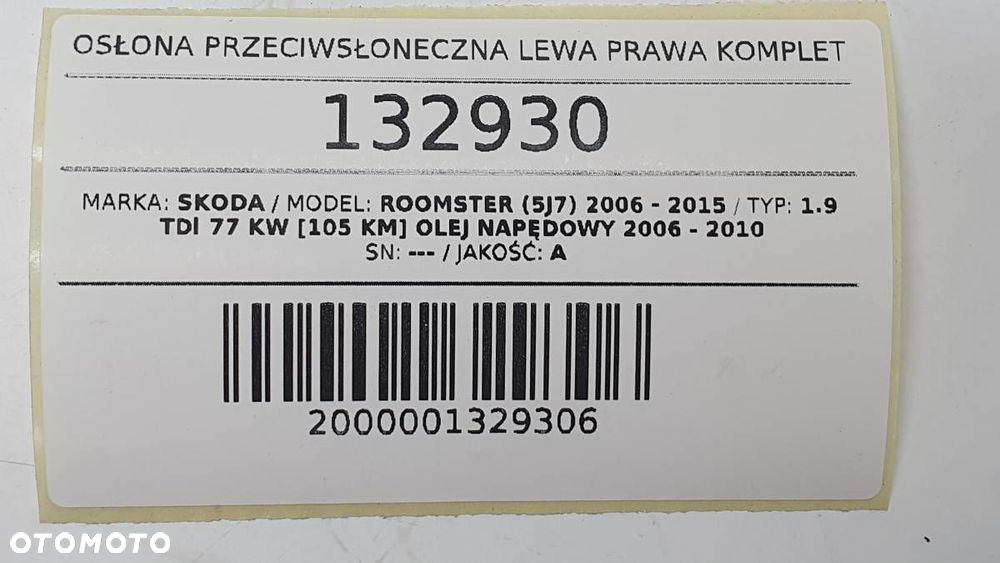 OSŁONA PRZECIWSŁONECZNA LEWA PRAWA KOMPLET
132930
MARKA: SKODA / MODEL: ROOMSTER (5J7) 2006 - 2015 / TYP: 1.9
TDI 77 KW [105 KM] OLEJ NAPĘDOWY 2006 - 2010
SN: --- / JAKOŚĆ: A
2000001329306
OTOMOTO